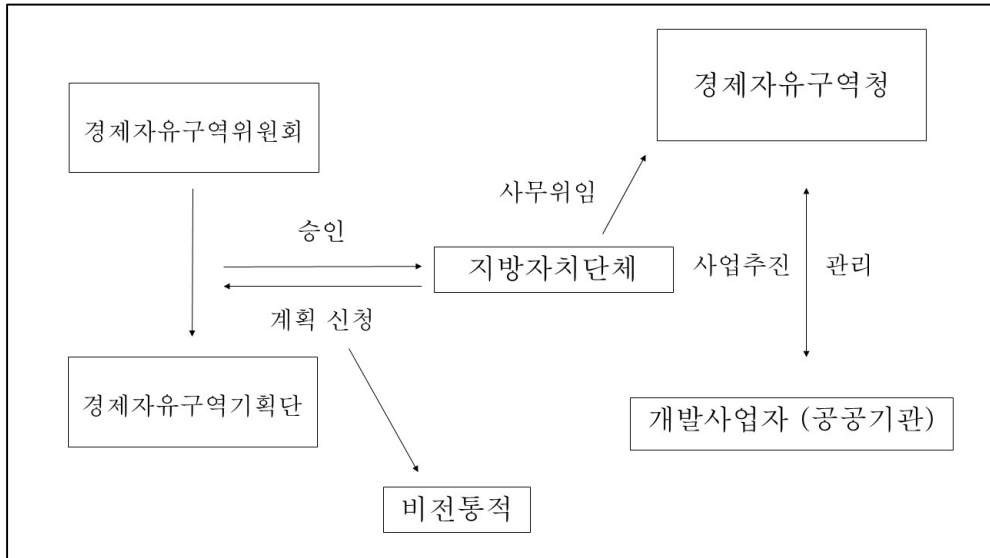 경제자유구역청
경제자유구역위원회
사무위임
승인
지방자치단체
사업추진 관리
계획 신청
경제자유구역기획단
개발사업자 (공공기관)
비전통적